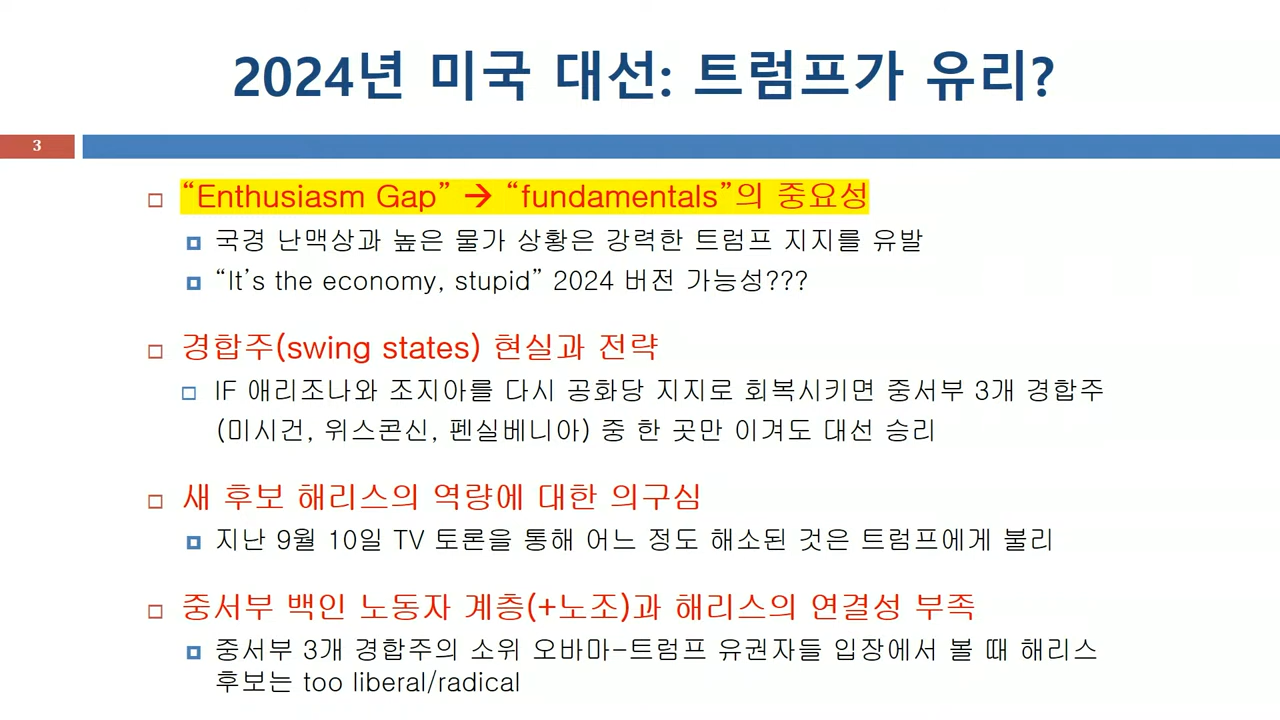 2024년 미국 대선: 트럼프가 유리?
3
“Enthusiasm Gap” → “fundamentals”의 중요성
국경 난맥상과 높은 물가 상황은 강력한 트럼프 지지를 유발
“It’s the economy, stupid” 2024 버전 가능성???
경합주(swing states) 현실과 전략
IF 애리조나와 조지아를 다시 공화당 지지로 회복시키면 중서부 3개 경합주
(미시건, 위스콘신, 펜실베니아) 중 한 곳만 이겨도 대선 승리
새 후보 해리스의 역량에 대한 의구심
지난 9월 10일 TV 토론을 통해 어느 정도 해소된 것은 트럼프에게 불리
중서부 백인 노동자 계층(+노조)과 해리스의 연결성 부족
중서부 3개 경합주의 소위 오바마-트럼프 유권자들 입장에서 볼 때 해리스
후보는 too liberal/radical